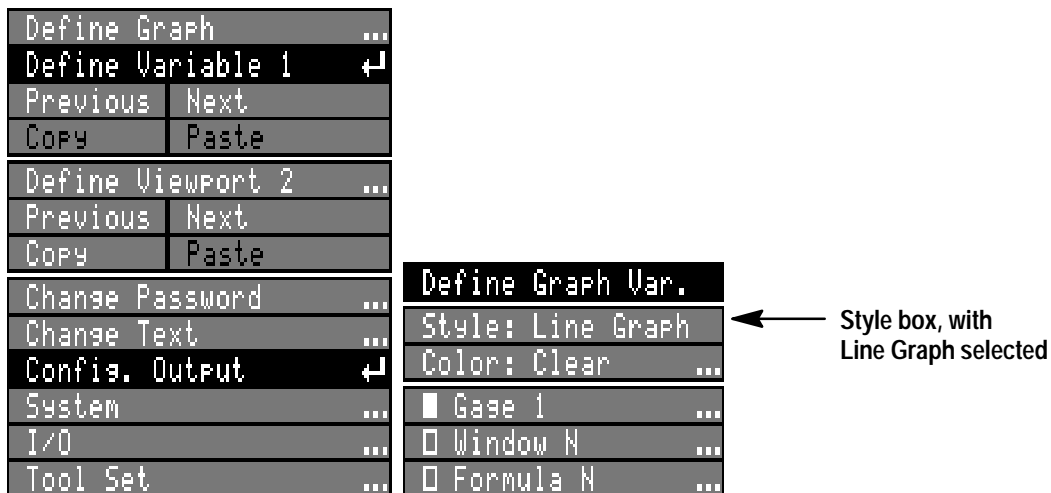 Define Graph ...
Define Variable 1 ↵
Previous Next
Copy Paste
Define Viewport 2 ...
Previous Next
Copy Paste
Change Password ...
Change Text ...
Config. Output ↵
System ...
I/O ...
Tool Set ...
Define Graph Var.
Style: Line Graph
Color: Clear ...
Gage 1 ...
Window N ...
Formula N ...
Style box, with
Line Graph selected